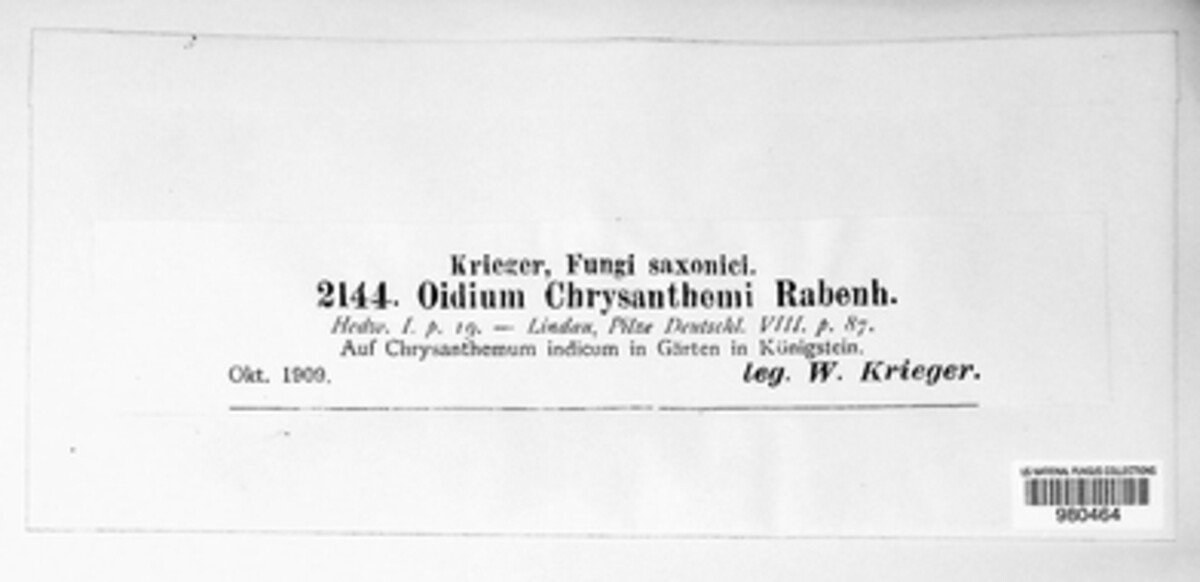 Krieger, Fungi saxonici.
2144. Oidium Chrysanthemi Rabenh.
Hedw. I. p. 19. — Lindau, Pilze Deutschl. VIII. p. 87.
Auf Chrysanthemum indicum in Gärten in Königstein.
Okt. 1909. leg. W. Krieger.
US NATIONAL FUNGUS COLLECTIONS
980464